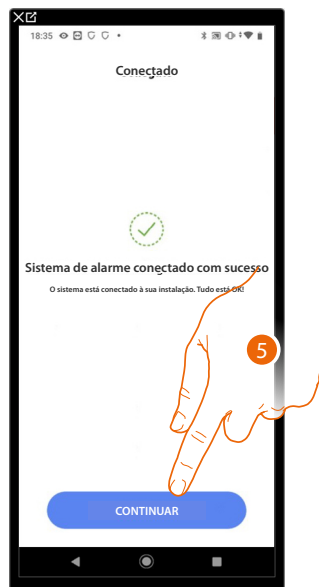 18:35
Conectado
Sistema de alarme conectado com sucesso
O sistema está conectado à sua instalação. Tudo está OK!
5
CONTINUAR